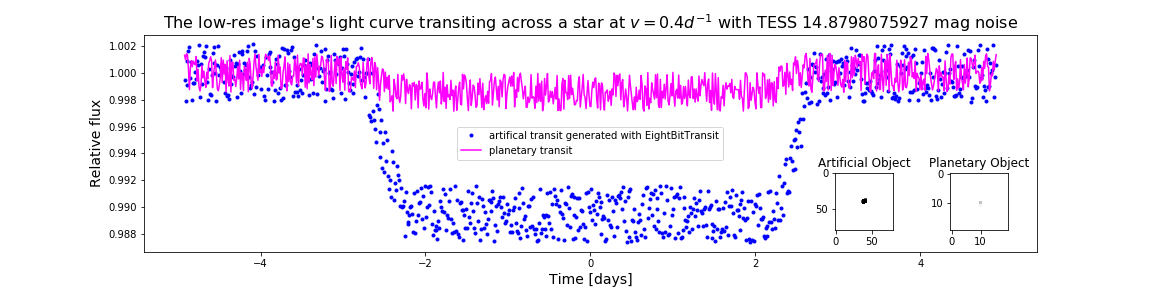 The low-res image's light curve transiting across a star at v = 0.4d⁻¹ with TESS 14.8798075927 mag noise
Relative flux
1.002
1.000
0.998
0.996
0.994
0.992
0.990
0.988
artifical transit generated with EightBitTransit
planetary transit
Artificial Object
0
50
0 50
Planetary Object
0
10
0 10
−4 −2 0 2 4
Time [days]